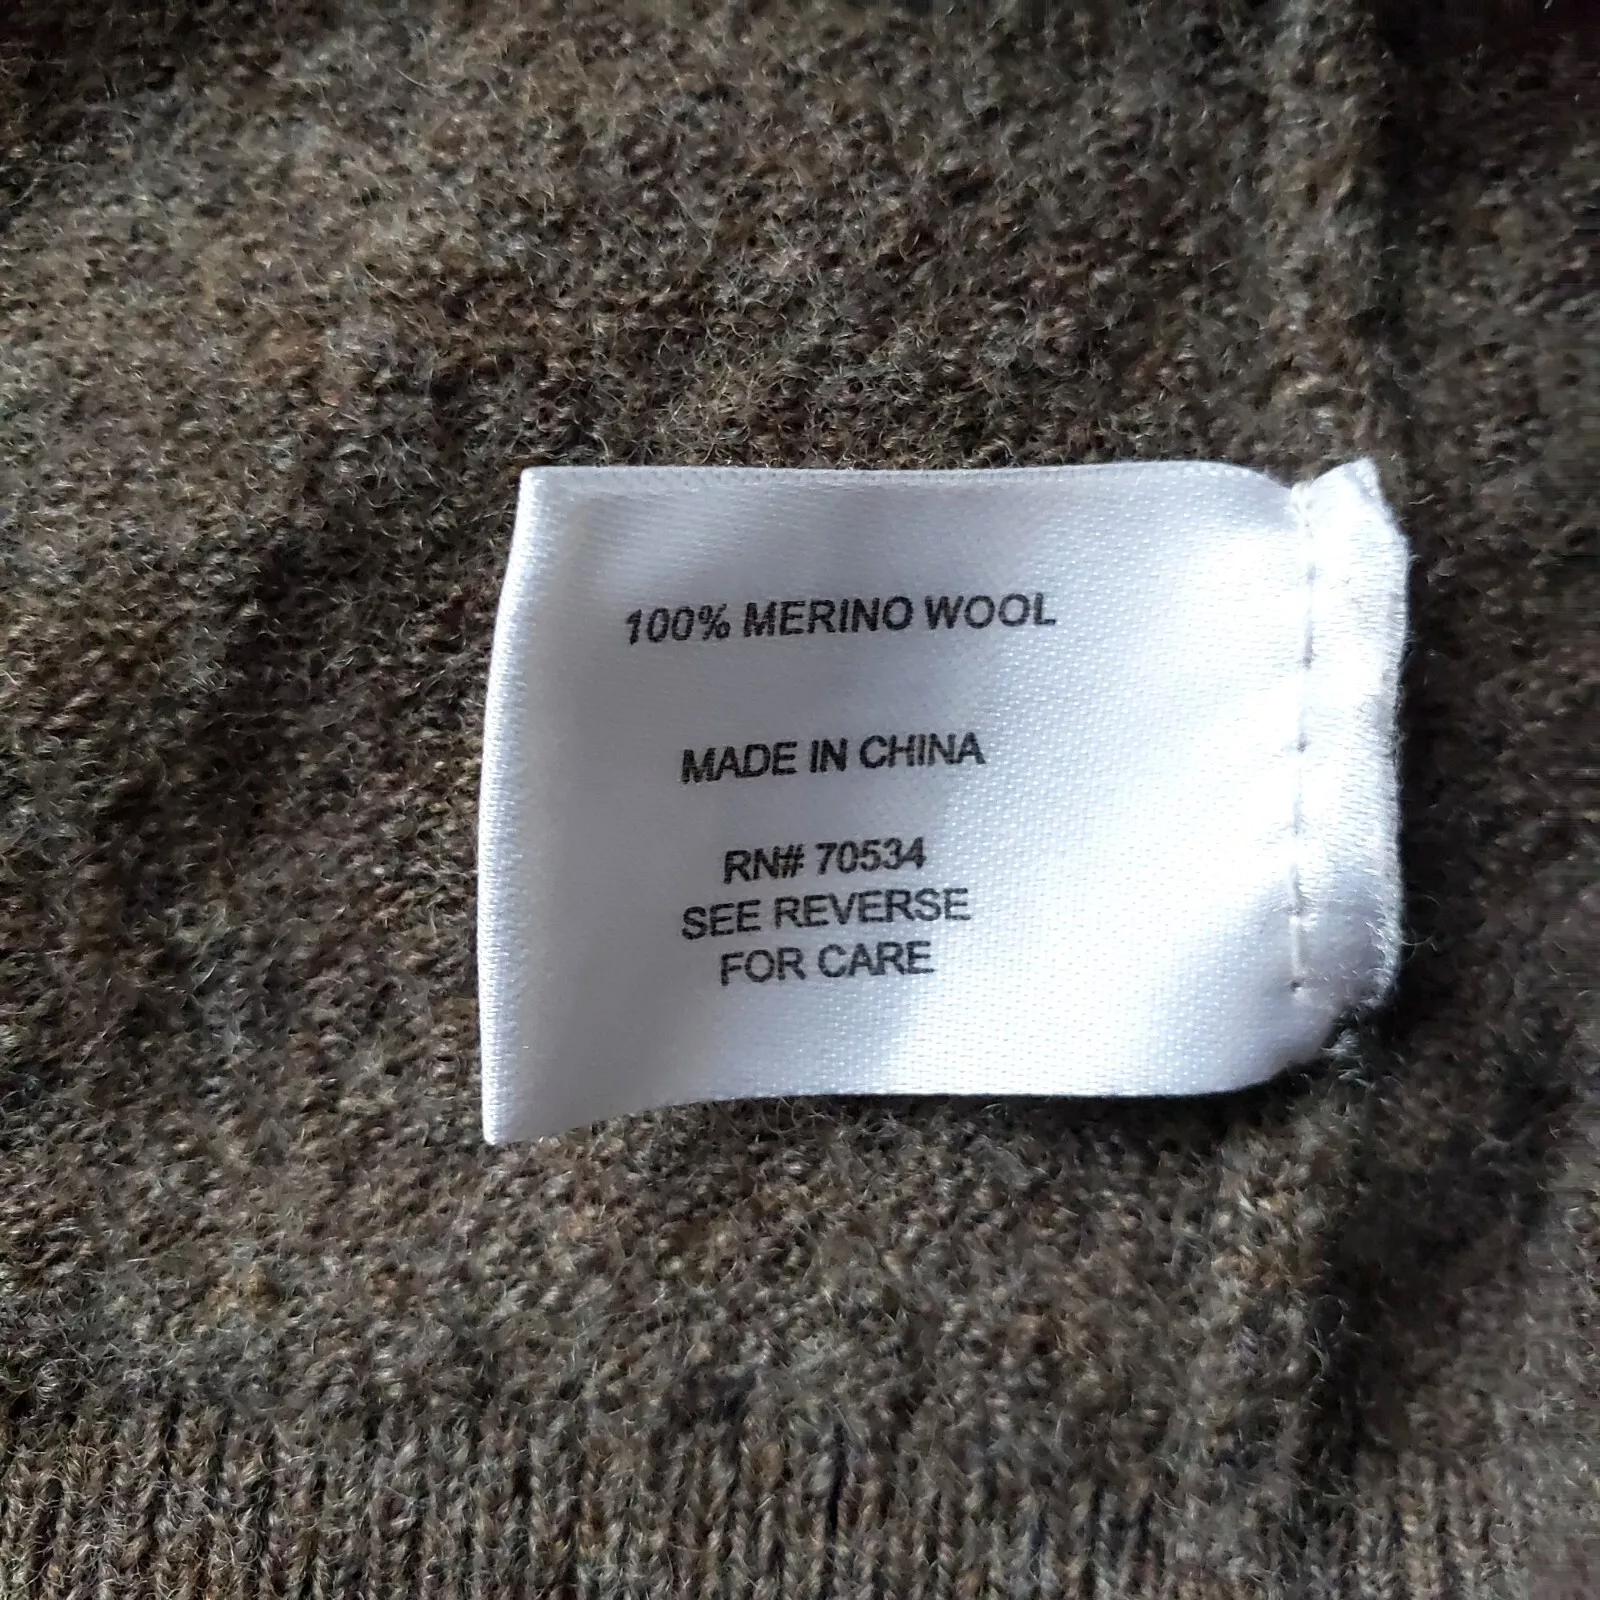 100% MERINO WOOL
MADE IN CHINA
RN# 70534
SEE REVERSE
FOR CARE